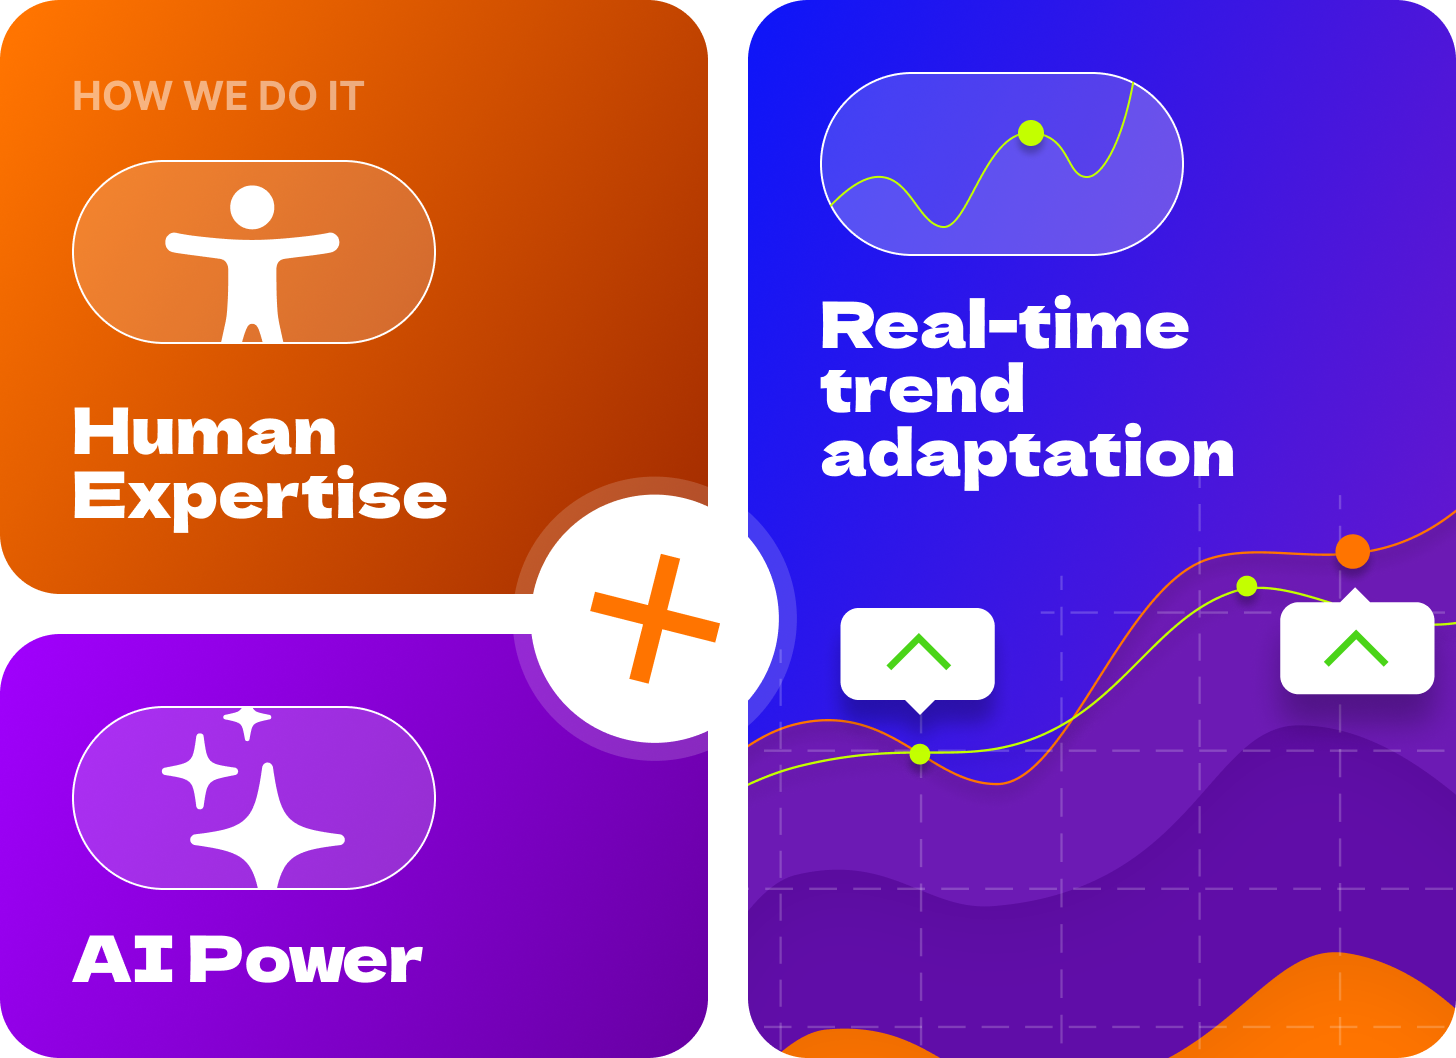 HOW WE DO IT
Human
Expertise
AI Power
Real-time
trend
adaptation